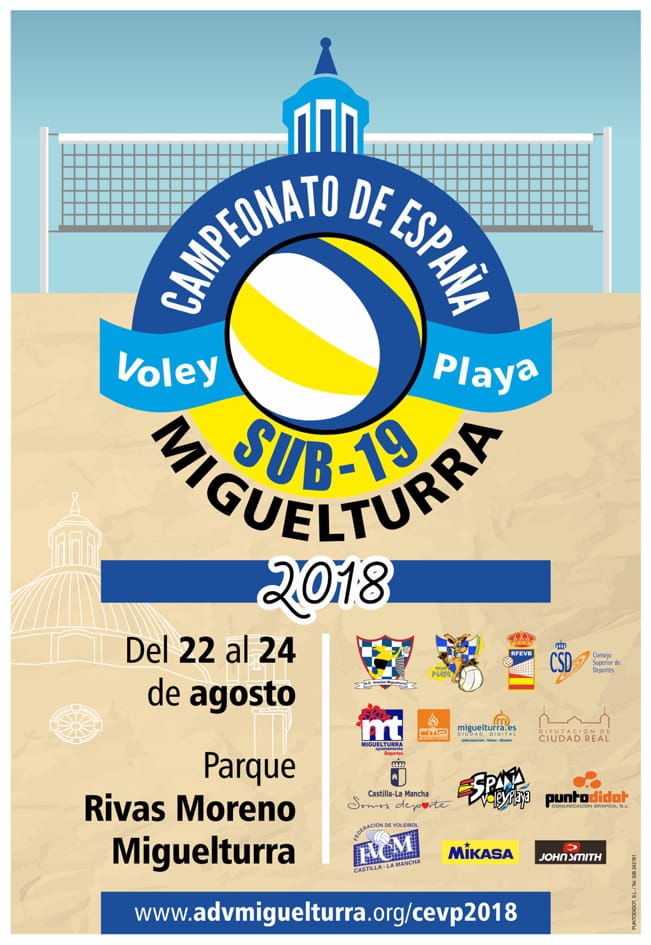 CAMPEONATO DE ESPAÑA
Voley Playa
SUB-19
MIGUELTURRA
2018
Del 22 al 24
de agosto
Parque
Rivas Moreno
Miguelturra
RFEVB
CSD
Consejo
Superior de
Deportes
mt
MIGUELTURRA
Deportes
miguelturra.es
CIUDAD DIGITAL
DIPUTACIÓN DE
CIUDAD REAL
Castilla-La Mancha
Somos deporte
ESPAÑA
Voley playa
puntodidot
COMUNICACIÓN GRÁFICA, S.L.
FEDERACIÓN DE VOLEIBOL
FVCM
CASTILLA - LA MANCHA
MIKASA
JOHN SMITH
www.advmiguelturra.org/cevp2018